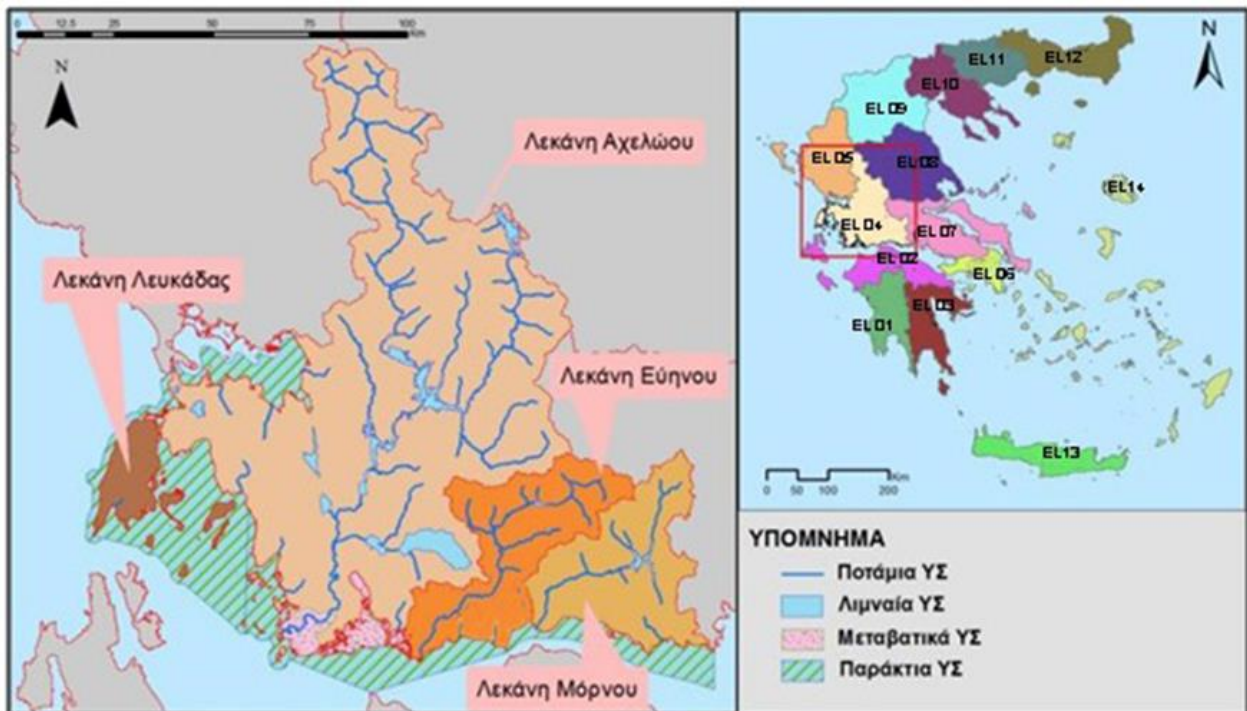 0 12.5 25 50 75 100
Km
N
Λεκάνη Αχελώου
Λεκάνη Λευκάδας
Λεκάνη Εύηνου
Λεκάνη Μόρνου
N
EL11
EL12
EL10
EL09
EL05
EL08
EL14
EL04
EL07
EL02
EL06
EL03
EL01
EL13
0 50 100 200
Km
ΥΠΟΜΝΗΜΑ
Ποτάμια ΥΣ
Λιμναία ΥΣ
Μεταβατικά ΥΣ
Παράκτια ΥΣ